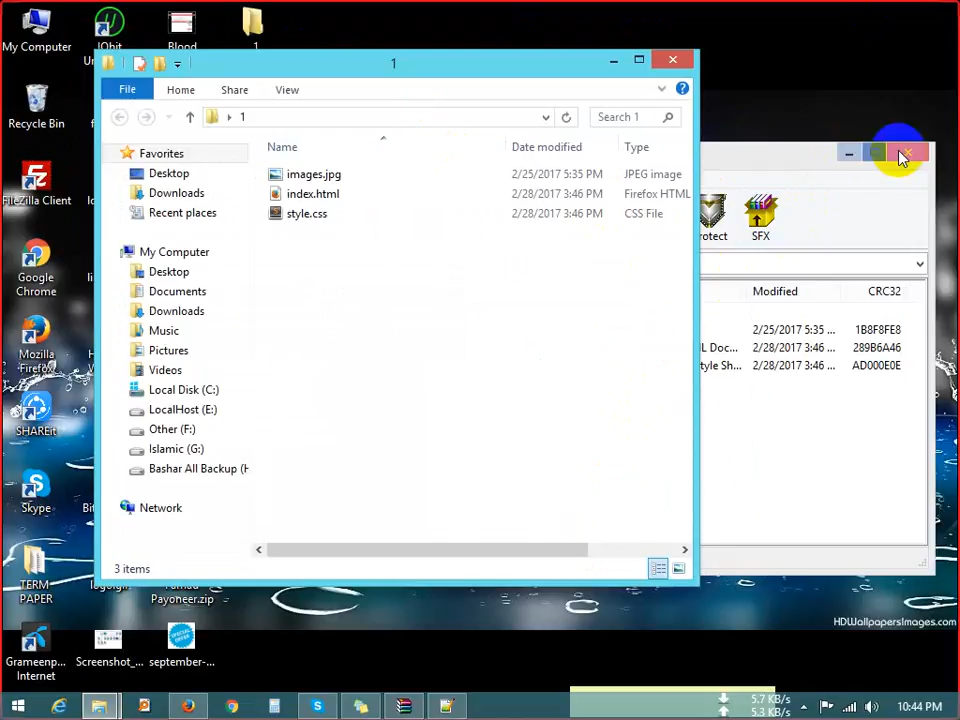 My Computer
IObit
Blood
1
Recycle Bin
FileZilla Client
Google
Chrome
Mozilla
Firefox
SHAREit
Skype
TERM
PAPER
Payoneer.zip
Grameenp...
Internet
Screenshot_...
september-...
1
File
Home
Share
View
1
Search 1
Favorites
Desktop
Downloads
Recent places
My Computer
Desktop
Documents
Downloads
Music
Pictures
Videos
Local Disk (C:)
LocalHost (E:)
Other (F:)
Islamic (G:)
Bashar All Backup (H
Network
Name
Date modified
Type
images.jpg
2/25/2017 5:35 PM
JPEG image
index.html
2/28/2017 3:46 PM
Firefox HTML
style.css
2/28/2017 3:46 PM
CSS File
3 items
rotect
SFX
Modified
CRC32
2/25/2017 5:35 ...
1B8F8FE8
L Doc...
2/28/2017 3:46 ...
289B6A46
tyle Sh...
2/28/2017 3:46 ...
AD000E0E
HDWallpapersImages.com
5.7 KB/s
5.3 KB/s
10:44 PM